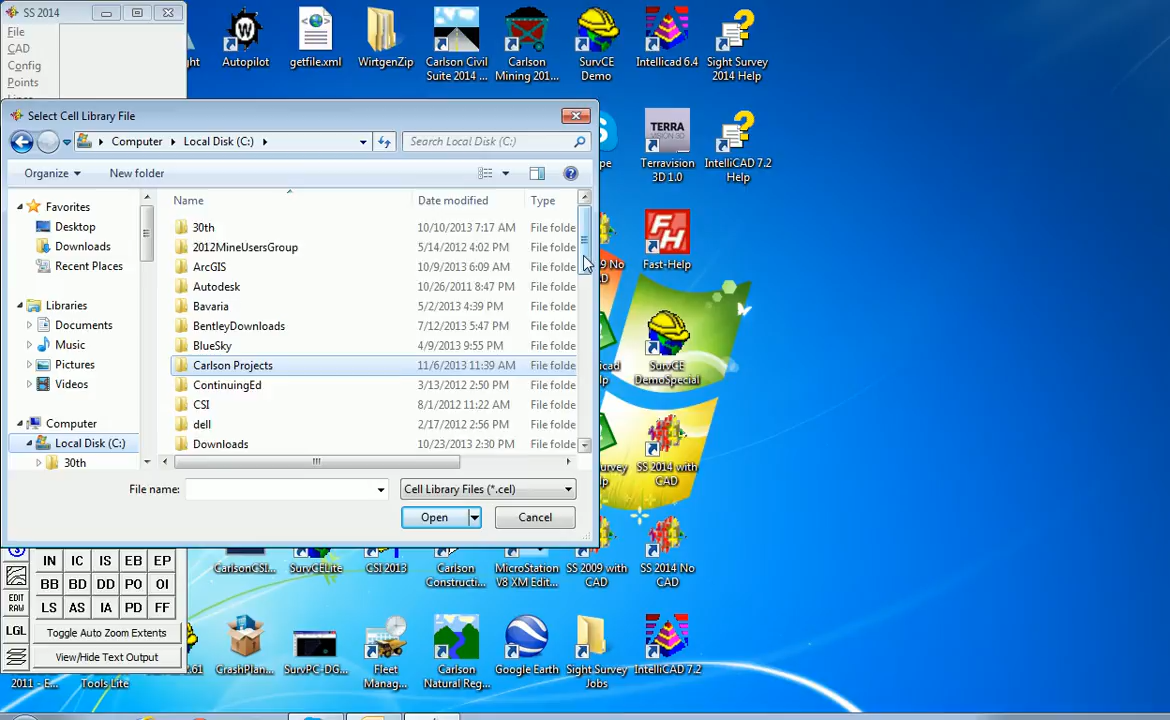 SS 2014
File
CAD
Config
Points
Autopilot
getfile.xml
WirtgenZip
Carlson Civil
Suite 2014 ...
Carlson
Mining 201...
SurvCE
Demo
Intellicad 6.4
Sight Survey
2014 Help
Select Cell Library File
Computer
Local Disk (C:)
Search Local Disk (C:)
Organize
New folder
Favorites
Desktop
Downloads
Recent Places
Libraries
Documents
Music
Pictures
Videos
Computer
Local Disk (C:)
30th
Name Date modified Type
30th 10/10/2013 7:17 AM File folde
2012MineUsersGroup 5/14/2012 4:02 PM File folde
ArcGIS 10/9/2013 6:09 AM File folde
Autodesk 10/26/2011 8:47 PM File folde
Bavaria 5/2/2013 4:39 PM File folde
BentleyDownloads 7/12/2013 5:47 PM File folde
BlueSky 4/9/2013 9:55 PM File folde
Carlson Projects 11/6/2013 11:39 AM File folde
ContinuingEd 3/13/2012 2:50 PM File folde
CSI 8/1/2012 11:22 AM File folde
dell 2/17/2012 2:56 PM File folde
Downloads 10/23/2013 2:30 PM File folde
File name:
Cell Library Files (*.cel)
Open
Cancel
TERRA
Terravision
3D 1.0
IntelliCAD 7.2
Help
FH
Fast-Help
SurvCE
DemoSpecial
SS 2014 with
CAD
CarlsonCSI...
SurvCELite
CSI 2013
Carlson
Constructi...
MicroStation
V8 XM Edit...
SS 2009 with
CAD
SS 2014 No
CAD
IN IC IS EB EP
BB BD DD PO OI
LS AS IA PD FF
EDIT
RAW
LGL
Toggle Auto Zoom Extents
View/Hide Text Output
2011 - E...
Tools Lite
CrashPlan...
SurvPC-DG...
Fleet
Manag...
Carlson
Natural Reg...
Google Earth
Sight Survey
Jobs
IntelliCAD 7.2